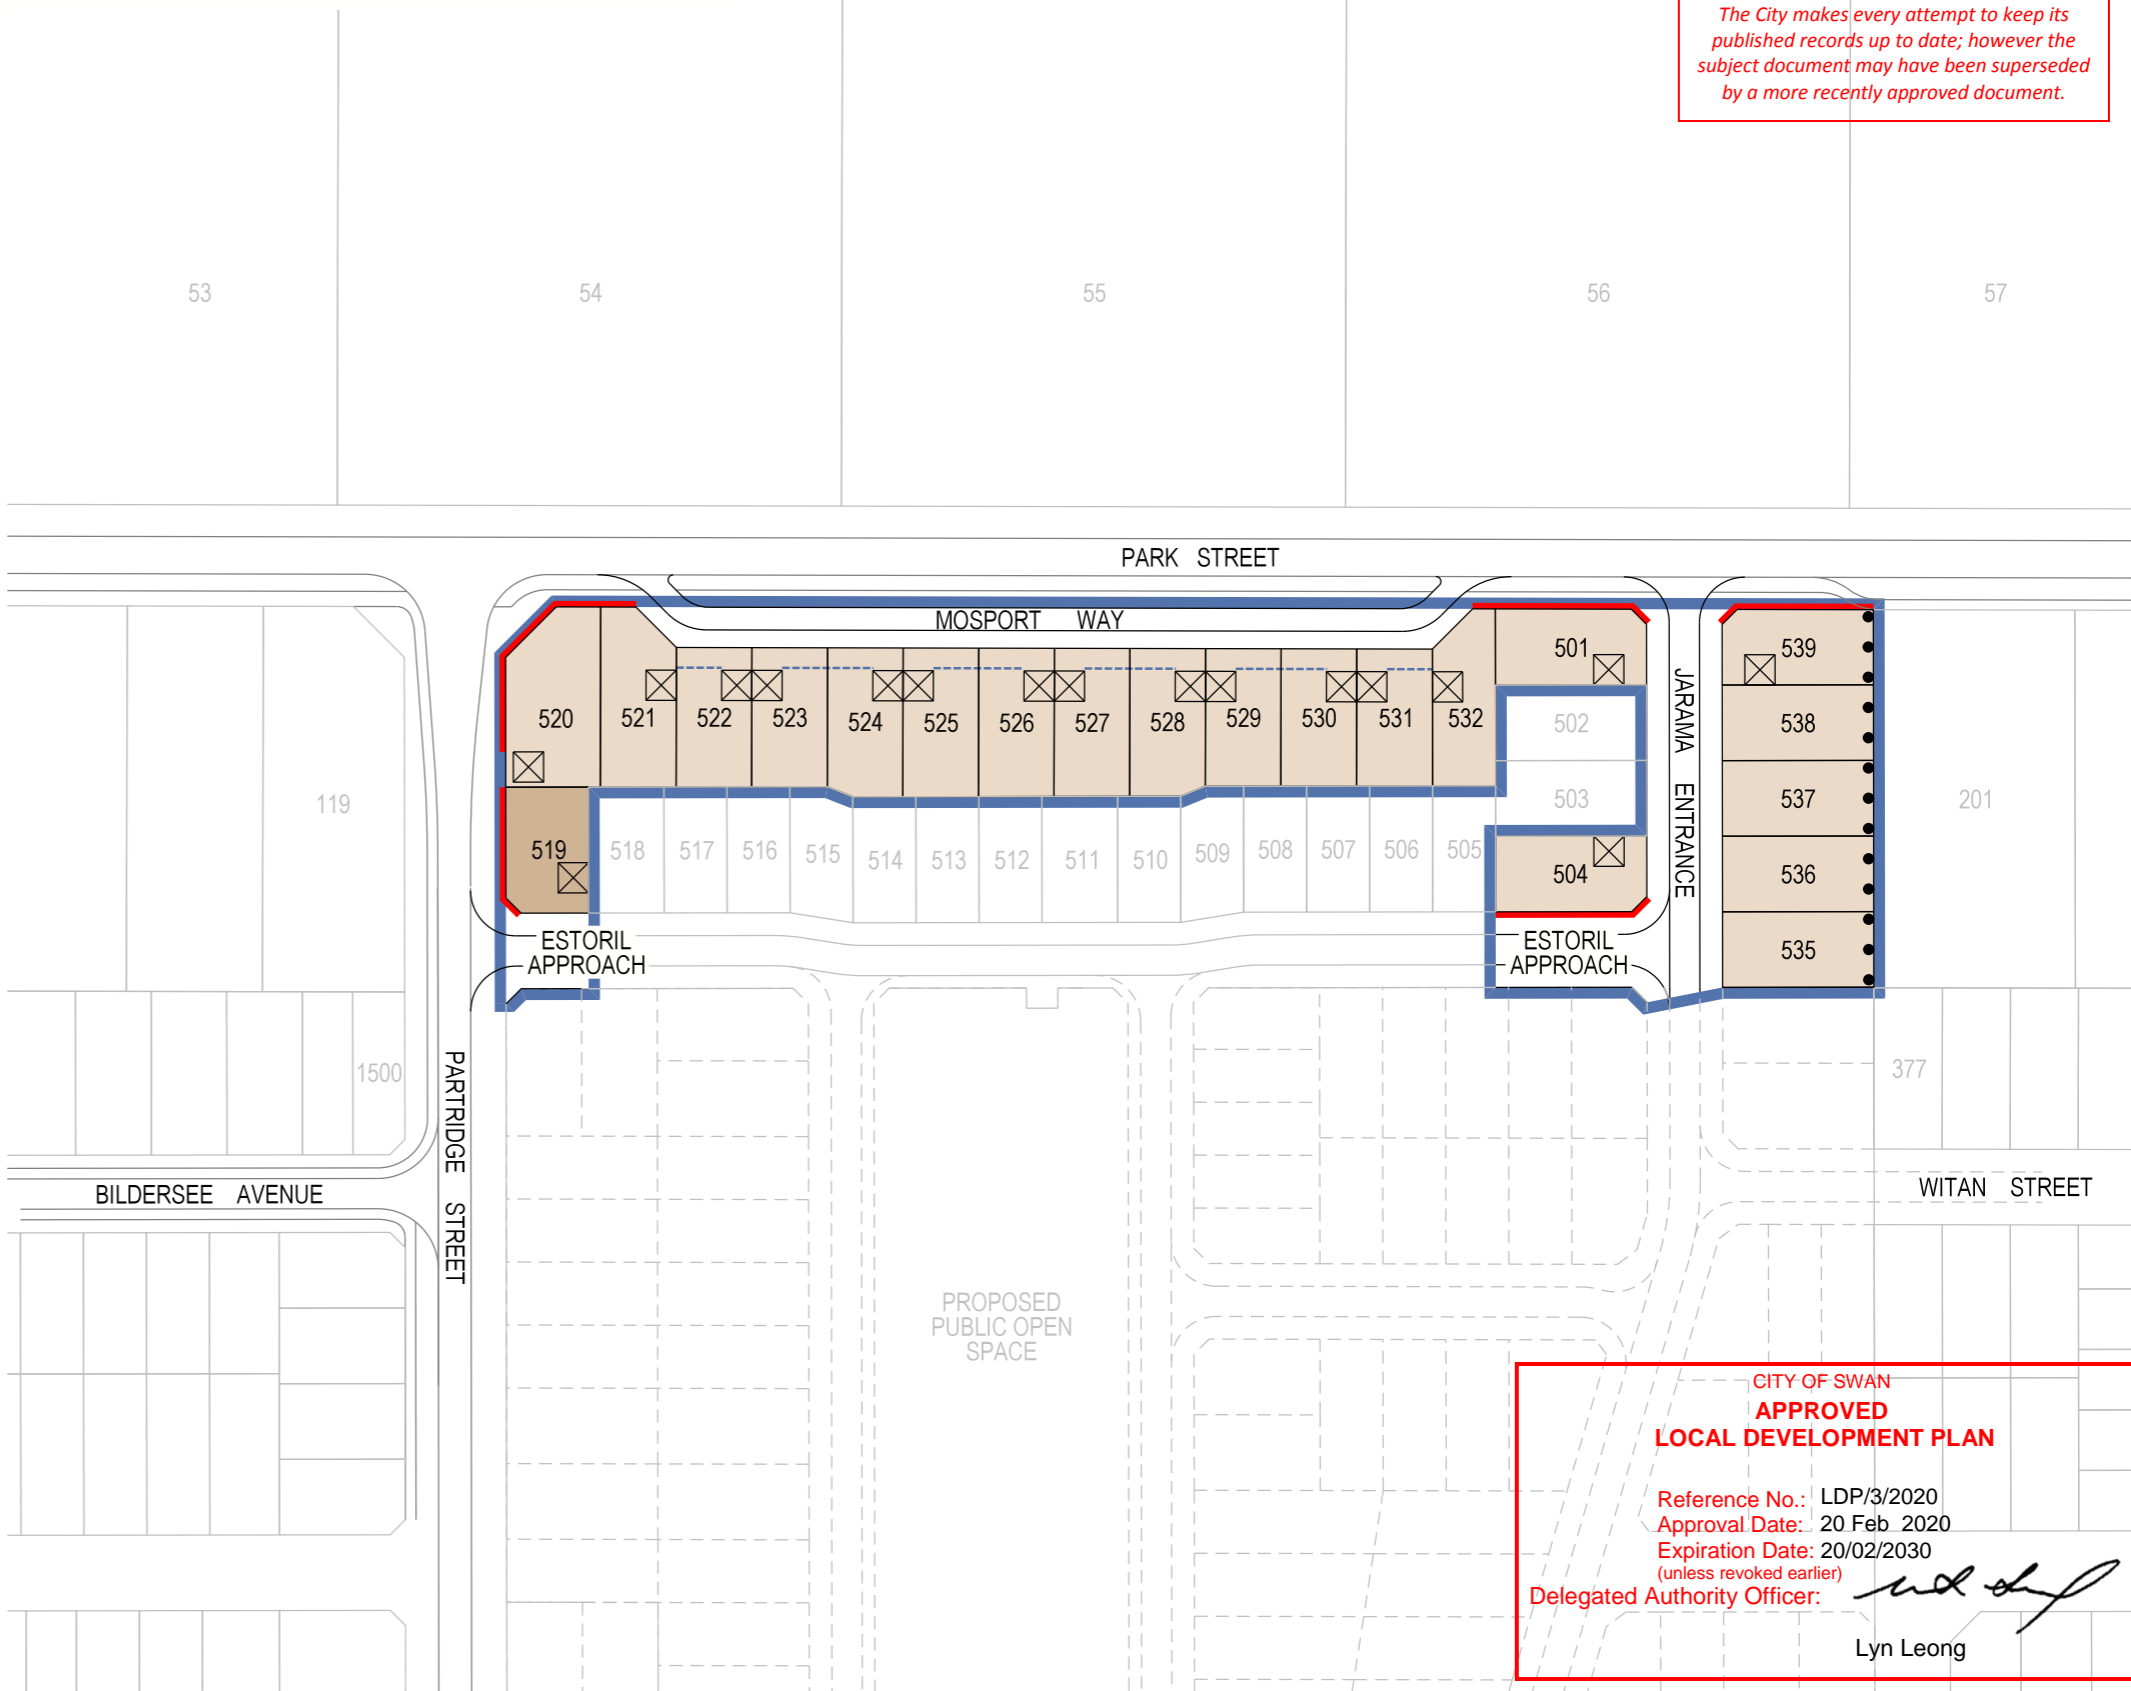 The City makes every attempt to keep its
published records up to date; however the
subject document may have been superseded
by a more recently approved document.
53
54
55
56
57
PARK STREET
MOSPORT WAY
501
539
520
521
522
523
524
525
526
527
528
529
530
531
532
502
538
JARAMA ENTRANCE
119
503
537
201
519
518
517
516
515
514
513
512
511
510
509
508
507
506
505
504
536
ESTORIL
APPROACH
ESTORIL
APPROACH
535
1500
PARTRIDGE STREET
377
BILDERSEE AVENUE
WITAN STREET
PROPOSED
PUBLIC OPEN
SPACE
CITY OF SWAN
APPROVED
LOCAL DEVELOPMENT PLAN
Reference No.: LDP/3/2020
Approval Date: 20 Feb 2020
Expiration Date: 20/02/2030
(unless revoked earlier)
Delegated Authority Officer:
Lyn Leong